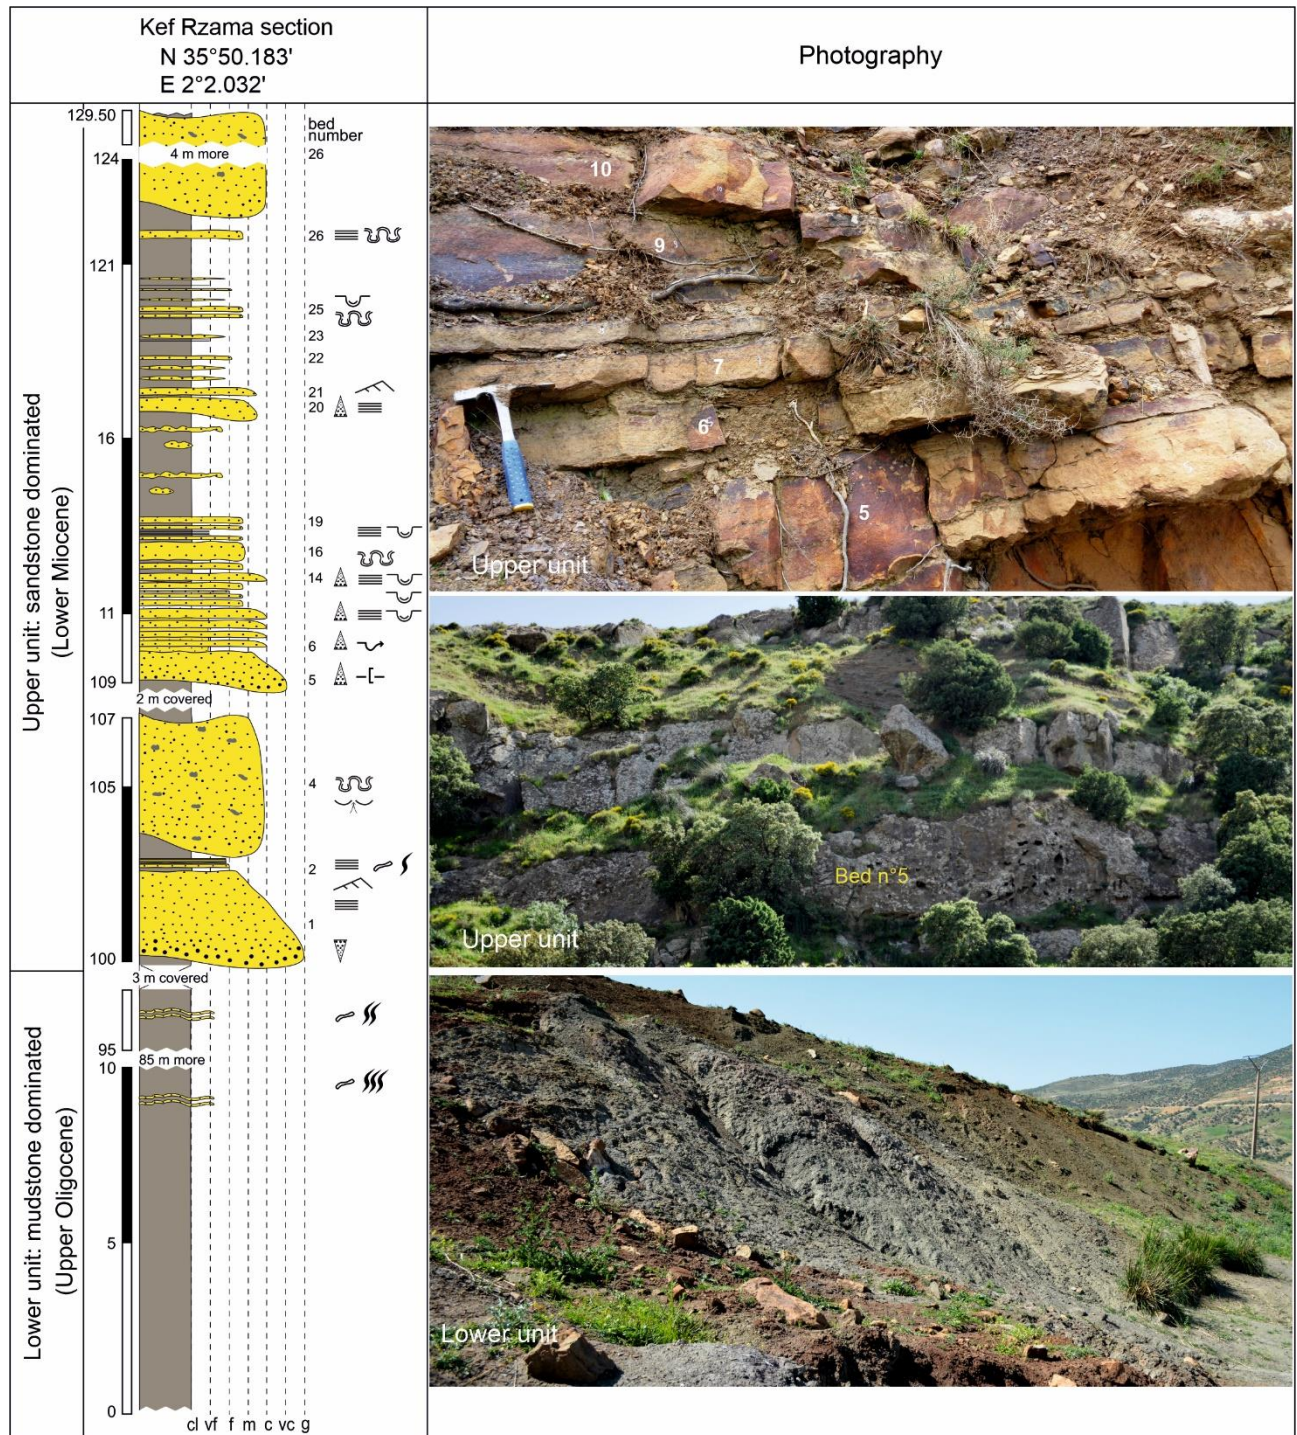 Kef Rzama section
N 35°50.183'
E 2°2.032'
Photography
Upper unit: sandstone dominated
(Lower Miocene)
Lower unit: mudstone dominated
(Upper Oligocene)
129.50
bed
number
4 m more
26
124
26
121
25
23
22
21
20
16
19
16
14
11
6
5
109
2 m covered
107
4
105
2
1
100
3 m covered
95
85 m more
10
5
0
cl vf f m c vc g
10
9
7
6
5
Upper unit
Bed n°5
Upper unit
Lower unit